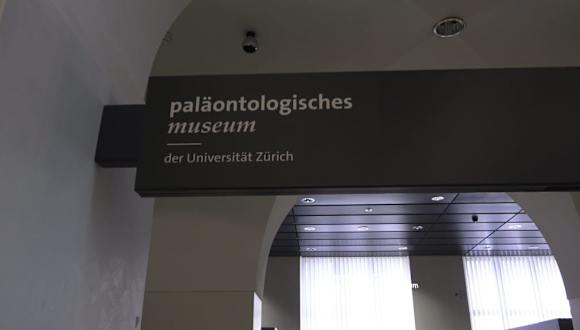 paläontologisches
museum
der Universität Zürich